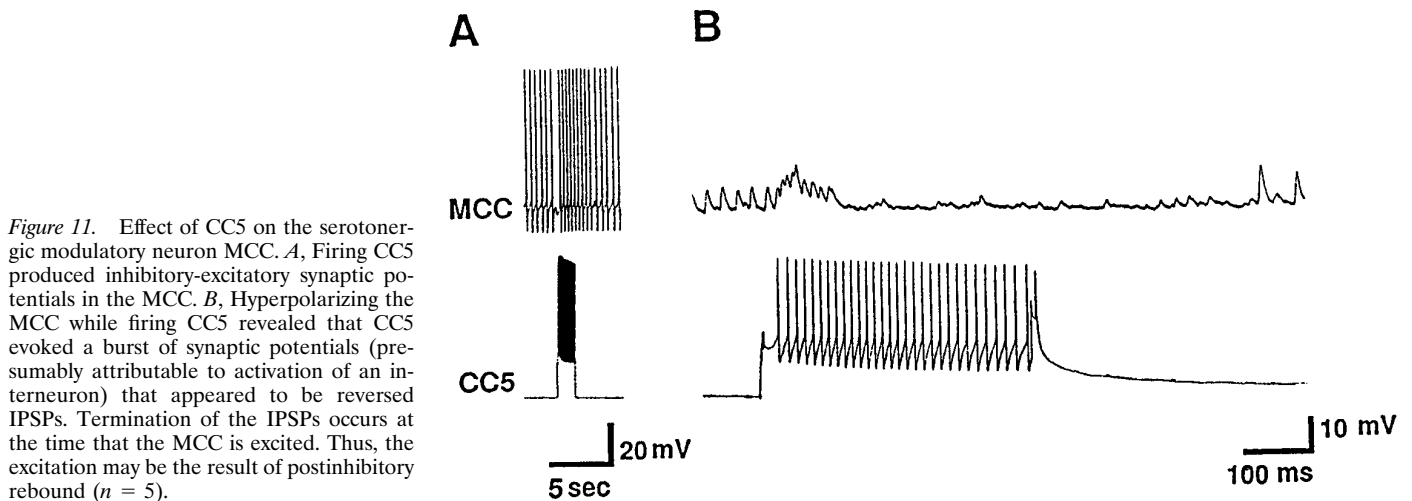 A
B
MCC
CC5
20 mV
5 sec
10 mV
100 ms
Figure 11. Effect of CC5 on the serotoner-
gic modulatory neuron MCC. A, Firing CC5
produced inhibitory-excitatory synaptic po-
tentials in the MCC. B, Hyperpolarizing the
MCC while firing CC5 revealed that CC5
evoked a burst of synaptic potentials (pre-
sumably attributable to activation of an in-
terneuron) that appeared to be reversed
IPSPs. Termination of the IPSPs occurs at
the time that the MCC is excited. Thus, the
excitation may be the result of postinhibitory
rebound (n = 5).